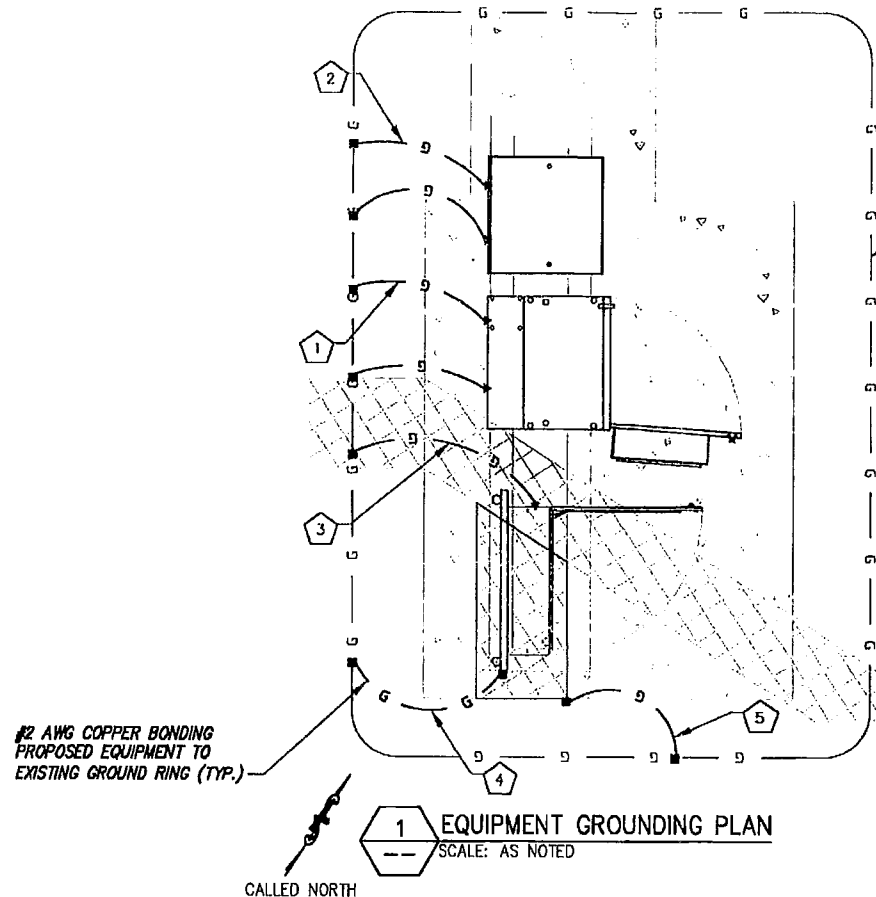 G G G G
2
G G
G
G
G
1
G G
G
G
G
G
G
G
3
G
G
G
G
G
G
G
G
5
#2 AWG COPPER BONDING
PROPOSED EQUIPMENT TO
EXISTING GROUND RING (TYP.)
G G G G
4
1 EQUIPMENT GROUNDING PLAN
-- SCALE: AS NOTED
CALLED NORTH